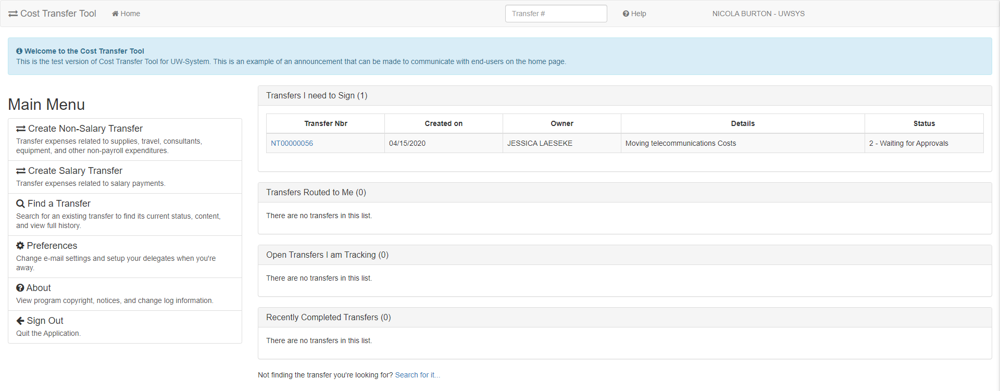 Cost Transfer Tool Home Transfer # Help NICOLA BURTON - UWSYS
Welcome to the Cost Transfer Tool
This is the test version of Cost Transfer Tool for UW-System. This is an example of an announcement that can be made to communicate with end-users on the home page.
Main Menu
Create Non-Salary Transfer
Transfer expenses related to supplies, travel, consultants,
equipment, and other non-payroll expenditures.
Create Salary Transfer
Transfer expenses related to salary payments.
Find a Transfer
Search for an existing transfer to find its current status, content,
and view full history.
Preferences
Change e-mail settings and setup your delegates when you're
away.
About
View program copyright, notices, and change log information.
Sign Out
Quit the Application.
Transfers I need to Sign (1)
Transfer Nbr Created on Owner Details Status
NT00000056 04/15/2020 JESSICA LAESEKE Moving telecommunications Costs 2 - Waiting for Approvals
Transfers Routed to Me (0)
There are no transfers in this list.
Open Transfers I am Tracking (0)
There are no transfers in this list.
Recently Completed Transfers (0)
There are no transfers in this list.
Not finding the transfer you're looking for? Search for it...